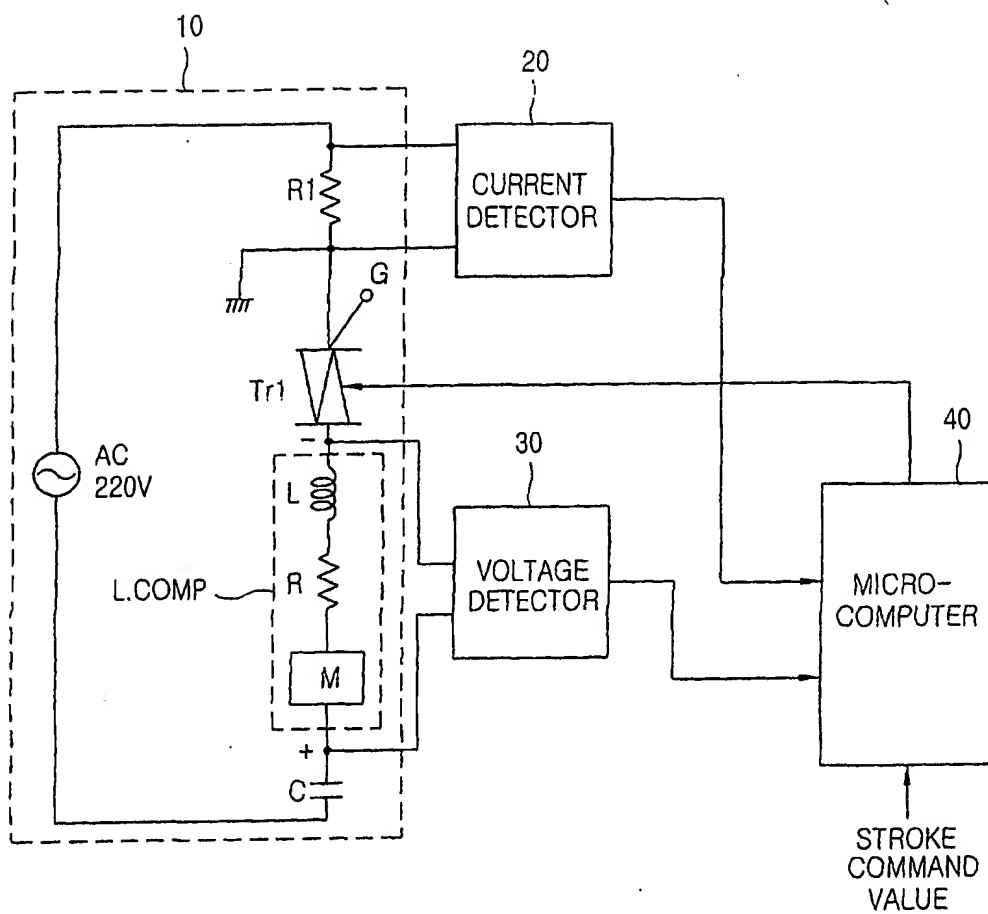 10
20
CURRENT
DETECTOR
R1
G
Tr1
AC
220V
-
L
R
M
L.COMP
+
C
30
VOLTAGE
DETECTOR
40
MICRO-
COMPUTER
STROKE
COMMAND
VALUE